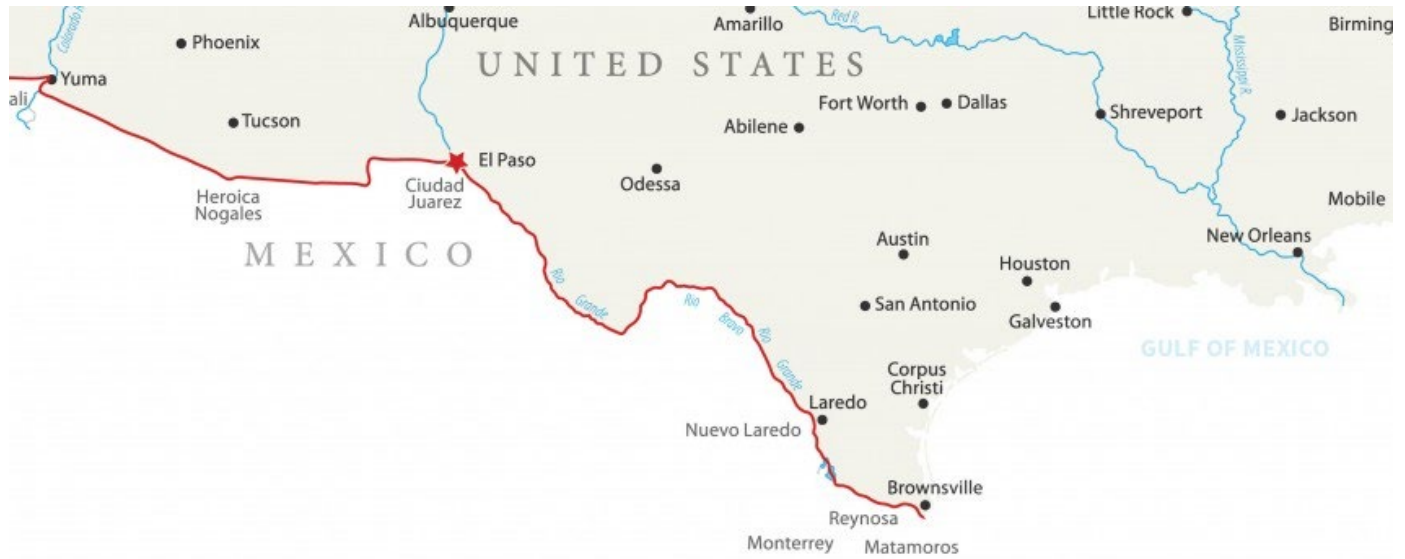 Albuquerque
Amarillo
Red R.
Little Rock
Birming
Colorado R.
Phoenix
UNITED STATES
Mississippi R.
Yuma
ali
Fort Worth
Dallas
Tucson
Abilene
Shreveport
Jackson
El Paso
Odessa
Heroica
Nogales
Ciudad
Juarez
Mobile
MEXICO
Austin
New Orleans
Houston
Rio
Grande
Rio
Bravo
Rio
Grande
San Antonio
Galveston
GULF OF MEXICO
Corpus
Christi
Laredo
Nuevo Laredo
Brownsville
Reynosa
Monterrey
Matamoros